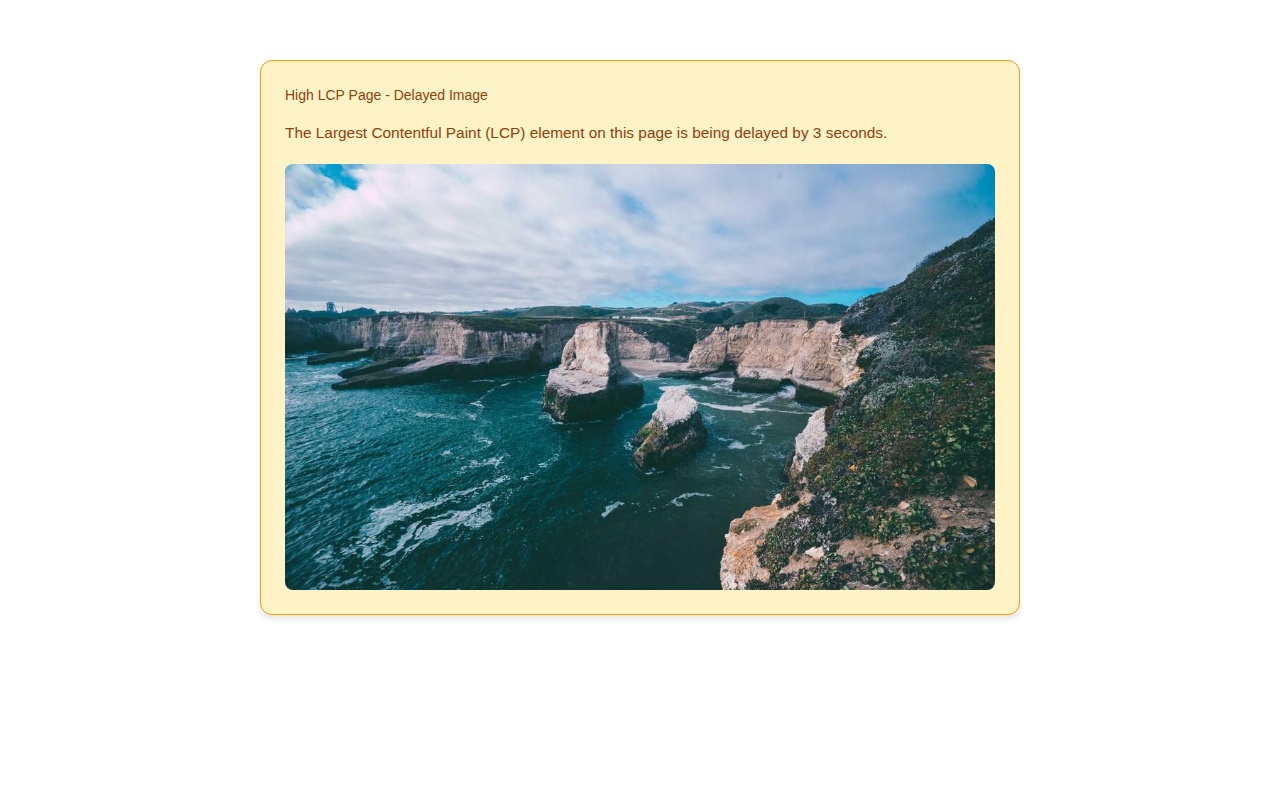 High LCP Page - Delayed Image
The Largest Contentful Paint (LCP) element on this page is being delayed by 3 seconds.